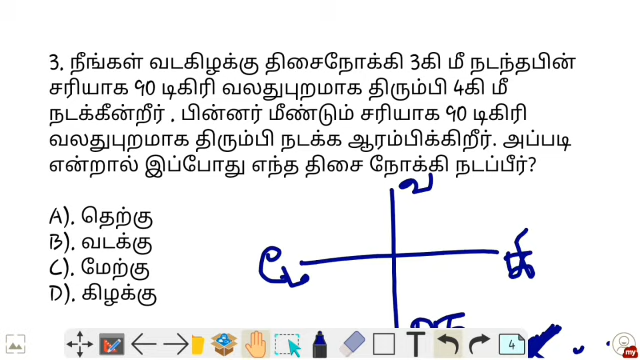 3. நீங்கள் வடகிழக்கு திசைநோக்கி 3கி மீ நடந்தபின்
சரியாக 90 டிகிரி வலதுபுறமாக திரும்பி 4கி மீ
நடக்கீன்றீர் . பின்னர் மீண்டும் சரியாக 90 டிகிரி
வலதுபுறமாக திரும்பி நடக்க ஆரம்பிக்கிறீர். அப்படி
என்றால் இப்போது எந்த திசை நோக்கி நடப்பீர்?
வ
A). தெற்கு
B). வடக்கு
மே கி
C). மேற்கு
D). கிழக்கு
தெ
4
my